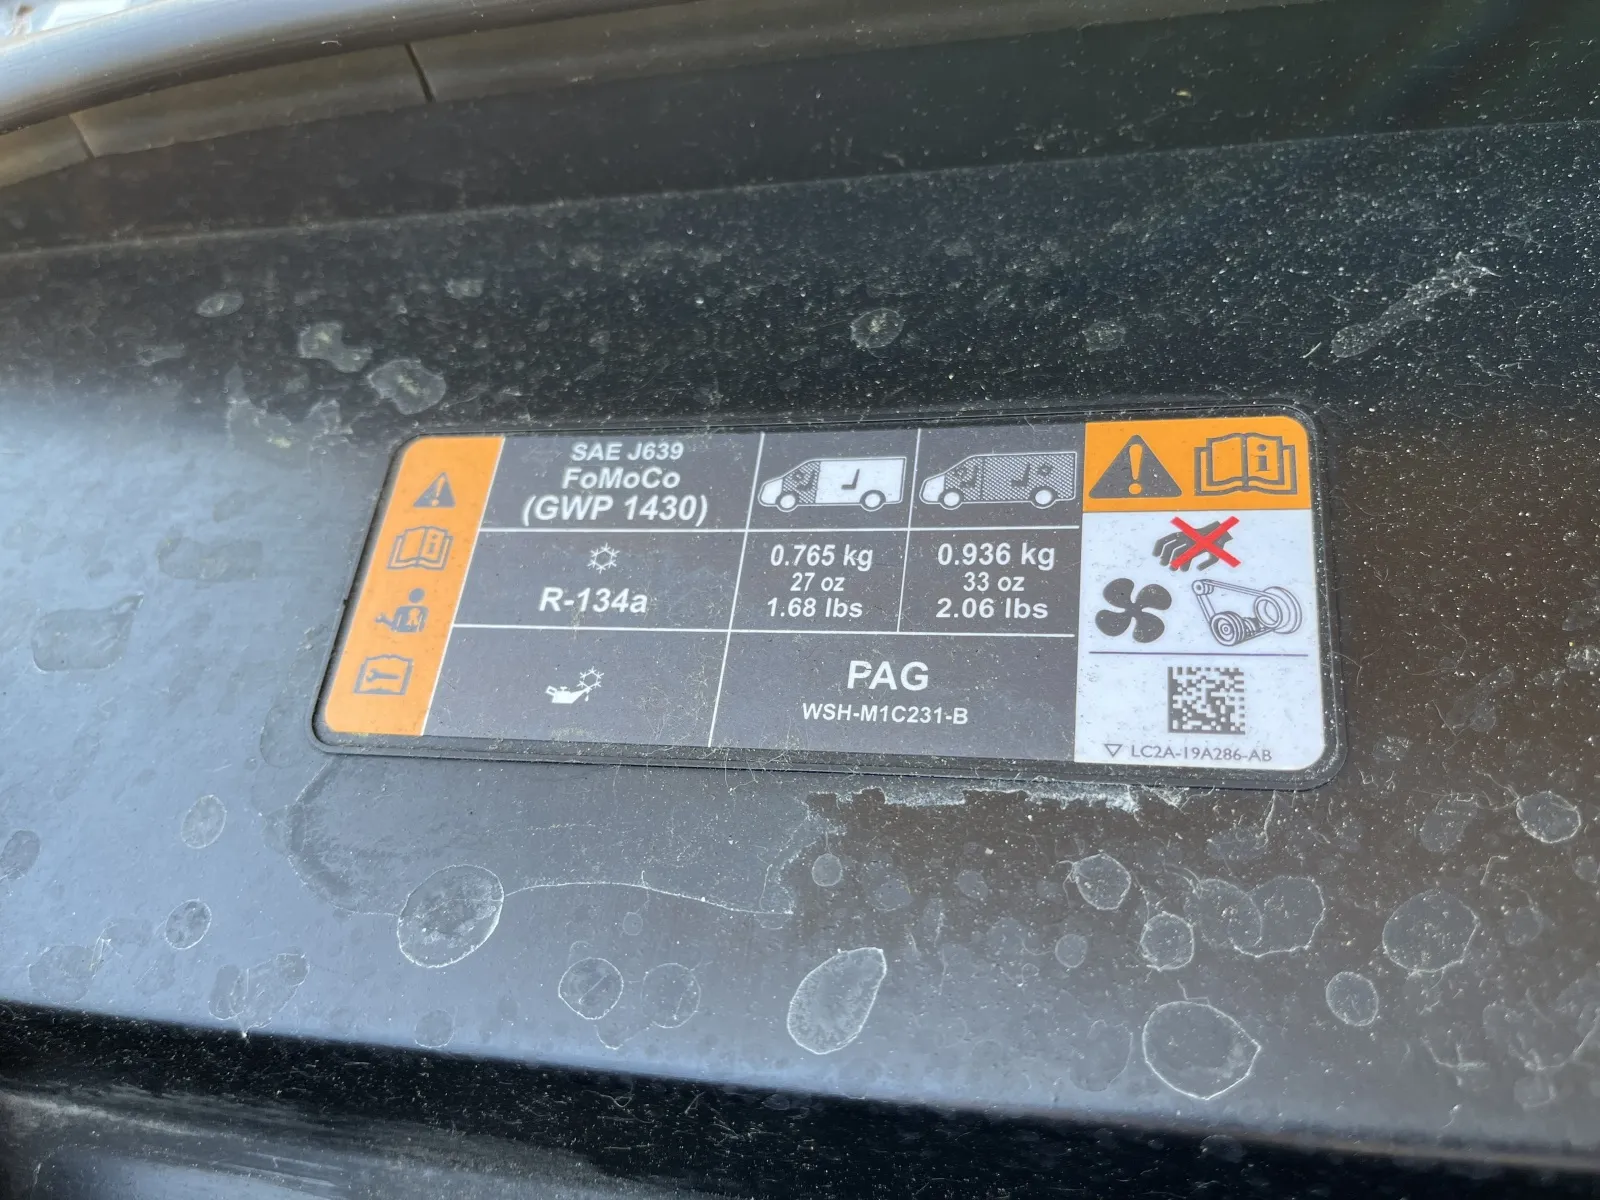 SAE J639
FoMoCo
(GWP 1430)
R-134a
0.765 kg
27 oz
1.68 lbs
0.936 kg
33 oz
2.06 lbs
PAG
WSH-M1C231-B
LC2A-19A286-AB